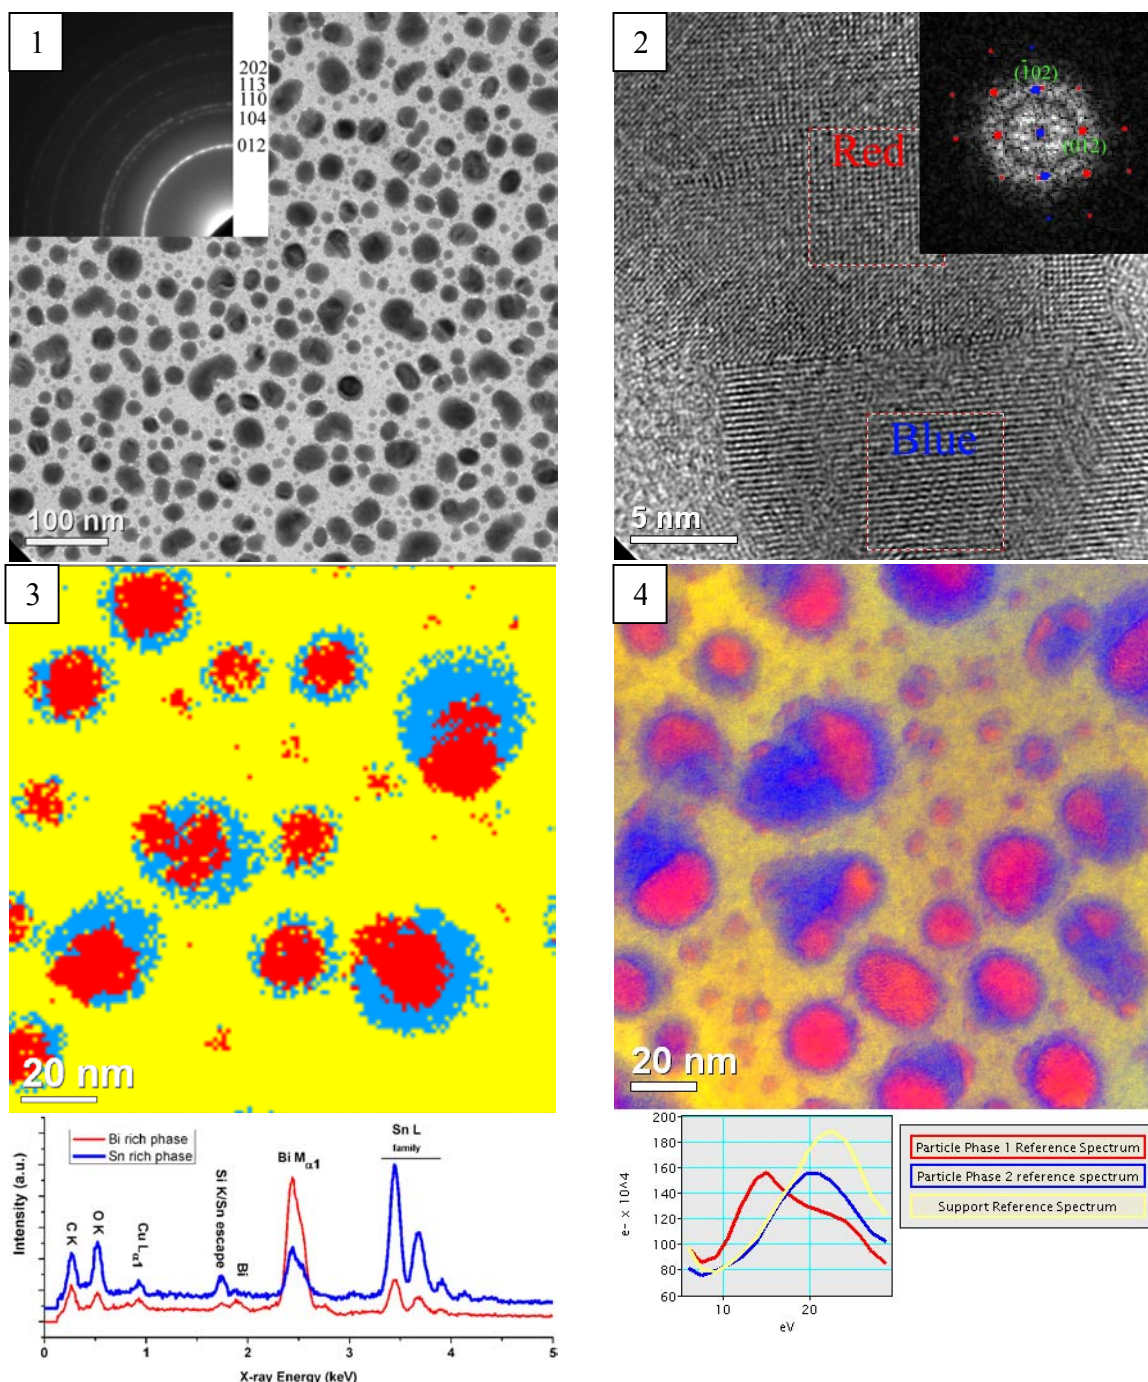 1
202
113
110
104
012
100 nm
2
(1̄02)
(012)
Red
Blue
5 nm
3
20 nm
4
20 nm
Bi rich phase
Sn rich phase
Intensity (a.u.)
C K
O K
Cu Lα1
Si K/Sn escape
Bi
Bi Mα1
Sn L
family
0 1 2 3 4 5
X-ray Energy (keV)
200
180
160
140
120
100
80
60
e- x 10^4
10 20
eV
Particle Phase 1 Reference Spectrum
Particle Phase 2 reference spectrum
Support Reference Spectrum